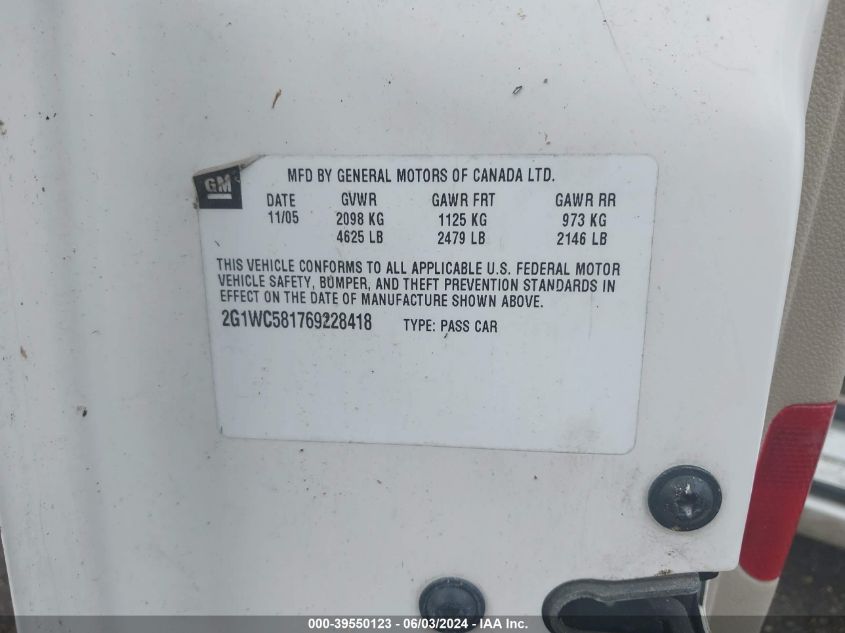 GM
MFD BY GENERAL MOTORS OF CANADA LTD.
DATE GVWR GAWR FRT GAWR RR
11/05 2098 KG 1125 KG 973 KG
4625 LB 2479 LB 2146 LB
THIS VEHICLE CONFORMS TO ALL APPLICABLE U.S. FEDERAL MOTOR
VEHICLE SAFETY, BUMPER, AND THEFT PREVENTION STANDARDS IN
EFFECT ON THE DATE OF MANUFACTURE SHOWN ABOVE.
2G1WC581769228418 TYPE: PASS CAR
000-39550123 - 06/03/2024 - IAA Inc.